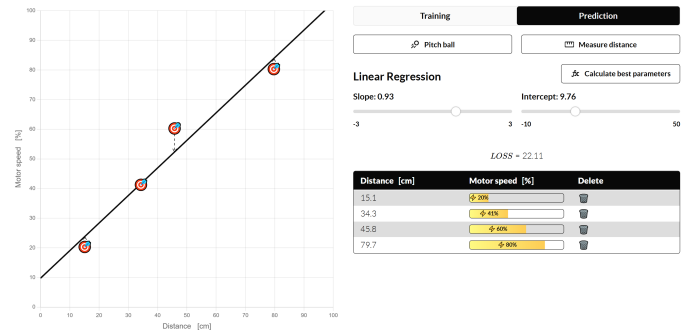 Training
Prediction
Pitch ball
Measure distance
Linear Regression
fx Calculate best parameters
Slope: 0.93
Intercept: 9.76
-3
3
-10
50
LOSS = 22.11
Distance [cm] Motor speed [%] Delete
15.1 20%
34.3 41%
45.8 60%
79.7 80%
Motor speed [%]
100
90
80
70
60
50
40
30
20
10
0
0 10 20 30 40 50 60 70 80 90 100
Distance [cm]